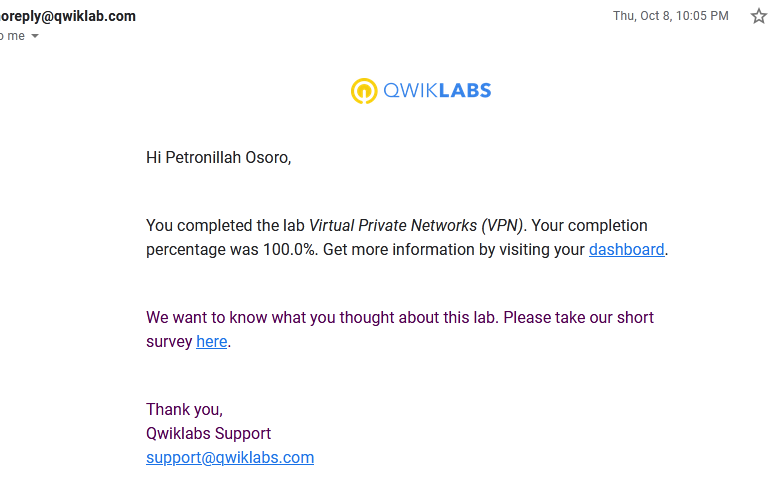 oreply@qwiklab.com
Thu, Oct 8, 10:05 PM
o me
QWIKLABS
Hi Petronillah Osoro,
You completed the lab Virtual Private Networks (VPN). Your completion
percentage was 100.0%. Get more information by visiting your dashboard.
We want to know what you thought about this lab. Please take our short
survey here.
Thank you,
Qwiklabs Support
support@qwiklabs.com